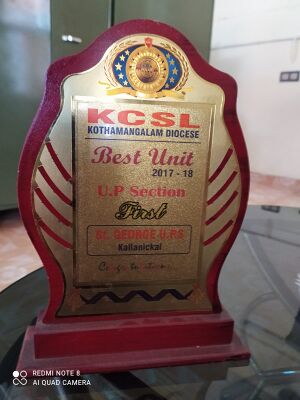 KCSL
KOTHAMANGALAM DIOCESE
Best Unit
2017 - 18
U.P Section
First
St. GEORGE U.P.S
Kallanickal
Congratulations
REDMI NOTE 8
AI QUAD CAMERA